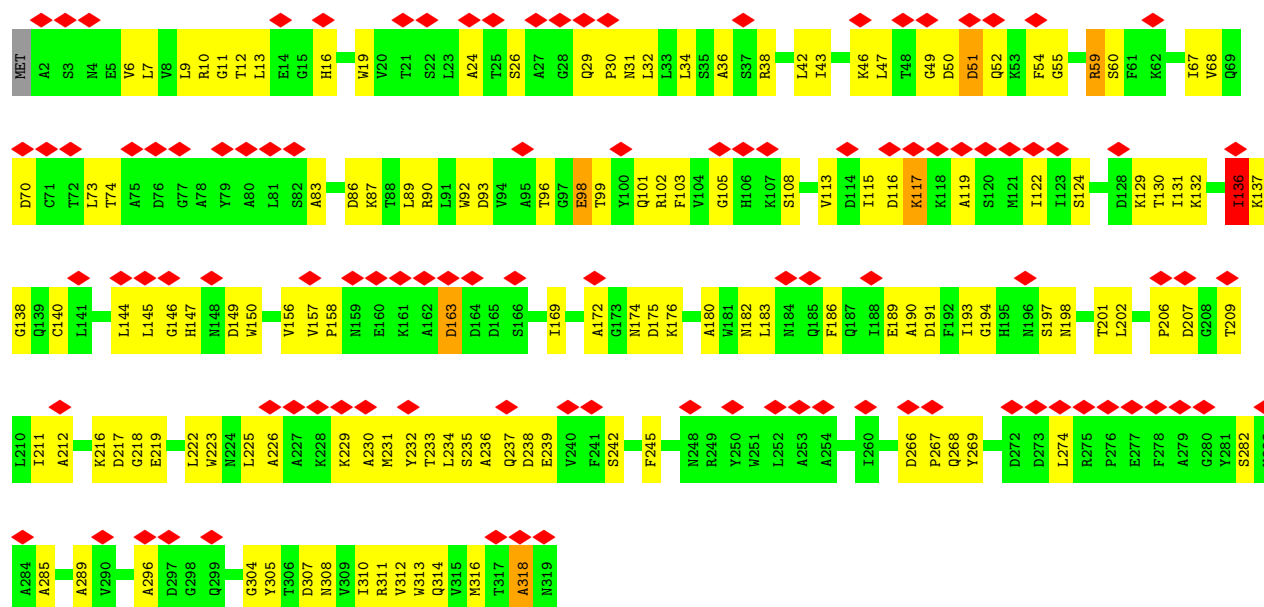 MET A2 S3 N4 E5 V6 L7 V8 L9 R10 G11 T12 L13 E14 G15 H16 W19 V20 T21 S22 L23 A24 T25 S26 A27 G28 Q29 P30 N31 L32 L33 L34 S35 A36 S37 R38 L42 I43 K46 L47 T48 G49 D50 D51 Q52 K53 F54 G55 R59 S60 F61 K62 I67 V68 Q69
D70 C71 T72 L73 T74 A75 D76 G77 A78 Y79 A80 L81 S82 A83 D86 K87 T88 L89 R90 L91 W92 D93 V94 A95 T96 G97 E98 T99 Y100 Q101 R102 F103 V104 G105 H106 K107 S108 V113 D114 I115 D116 K117 K118 A119 S120 M121 I122 I123 S124 D128 K129 T130 I131 K132 I136 K137
G138 Q139 C140 L141 L144 L145 G146 H147 N148 D149 W150 V156 V157 P158 N159 E160 K161 A162 D163 D164 D165 S166 I169 A172 G173 N174 D175 K176 A180 W181 N182 L183 N184 Q185 F186 Q187 I188 E189 A190 D191 F192 I193 G194 H195 N196 S197 N198 T201 L202 P206 D207 G208 T209
L210 I211 A212 K216 D217 G218 E219 L222 W223 N224 L225 A226 A227 K228 K229 A230 M231 Y232 T233 L234 S235 A236 Q237 D238 E239 V240 F241 S242 F245 N248 R249 Y250 W251 L252 A253 A254 I260 D266 P267 Q268 Y269 D272 D273 L274 R275 P276 E277 F278 A279 G280 Y281 S282
A284 A285 A289 V290 A296 D297 G298 Q299 G304 Y305 T306 D307 N308 V309 I310 R311 V312 W313 Q314 V315 M316 T317 A318 N319